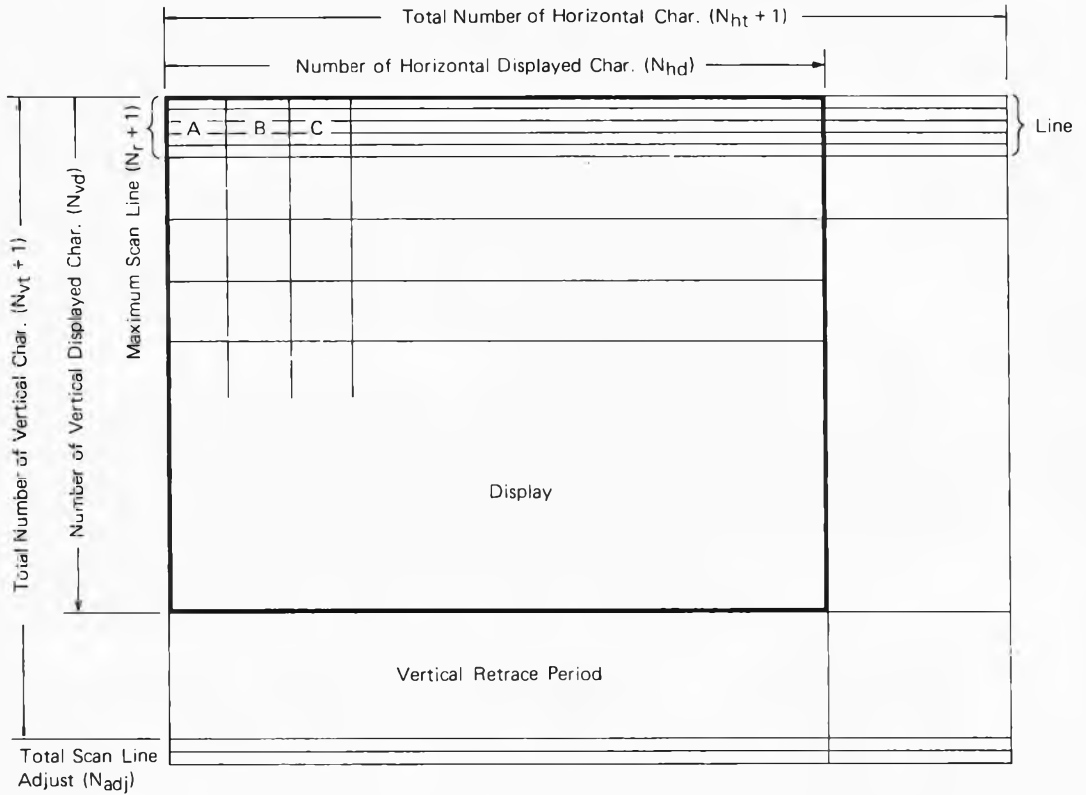 Total Number of Horizontal Char. (Nht + 1)
Number of Horizontal Displayed Char. (Nhd)
Total Number of Vertical Char. (Nvt + 1)
Number of Vertical Displayed Char. (Nvd)
Maximum Scan Line (Nr + 1)
A B C
Line
Display
Vertical Retrace Period
Total Scan Line
Adjust (Nadj)